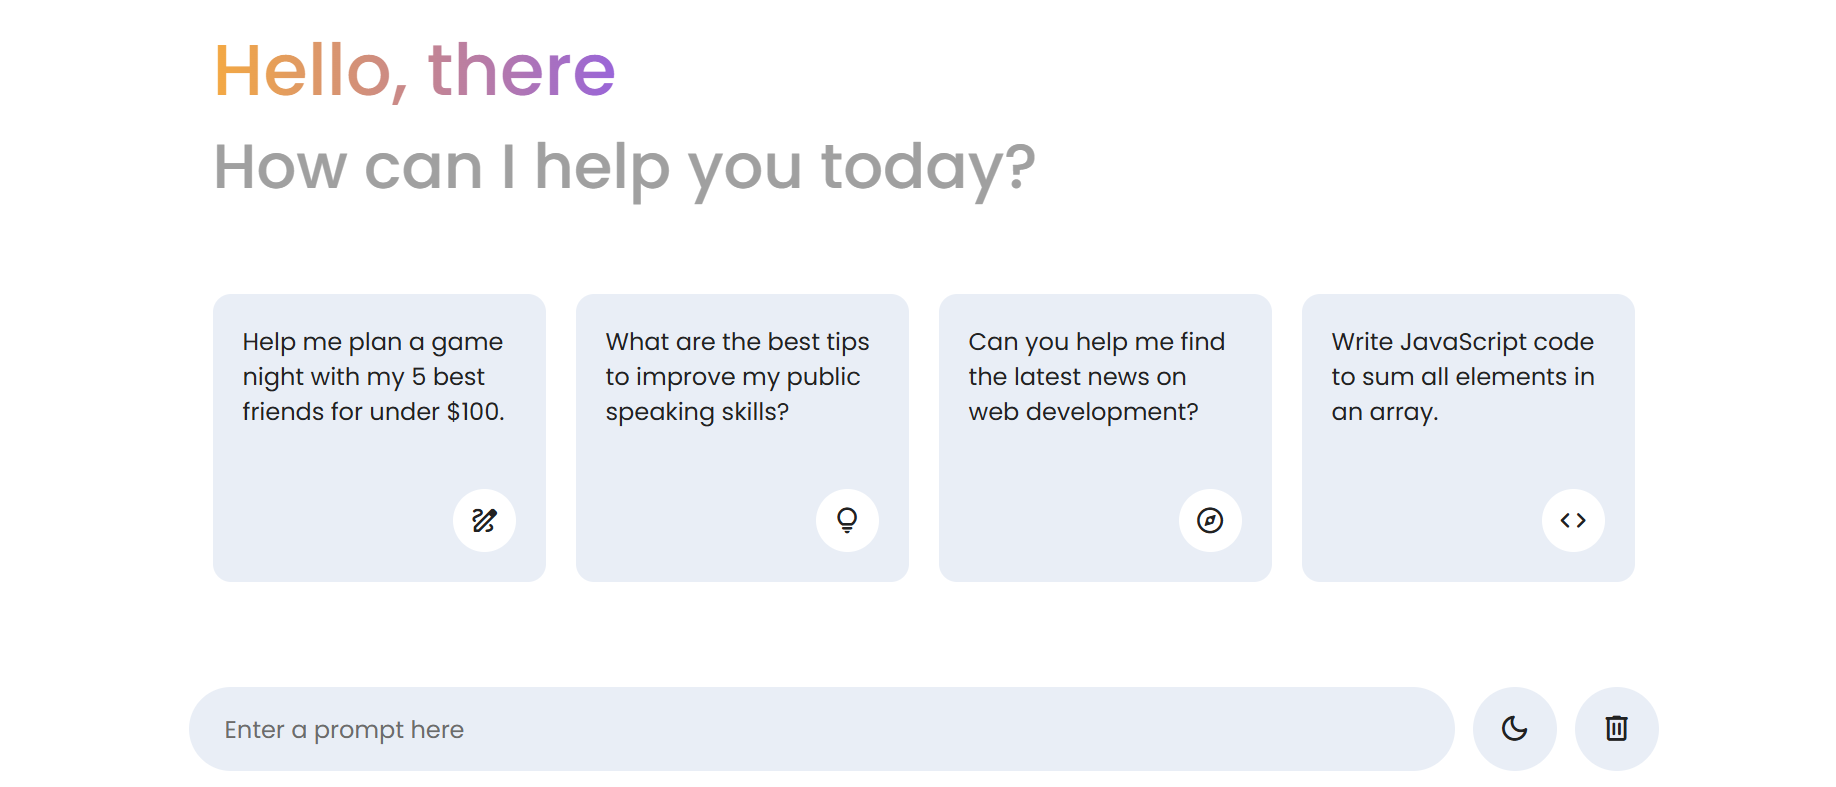 Hello, there
How can I help you today?
Help me plan a game
night with my 5 best
friends for under $100.
What are the best tips
to improve my public
speaking skills?
Can you help me find
the latest news on
web development?
Write JavaScript code
to sum all elements in
an array.
Enter a prompt here